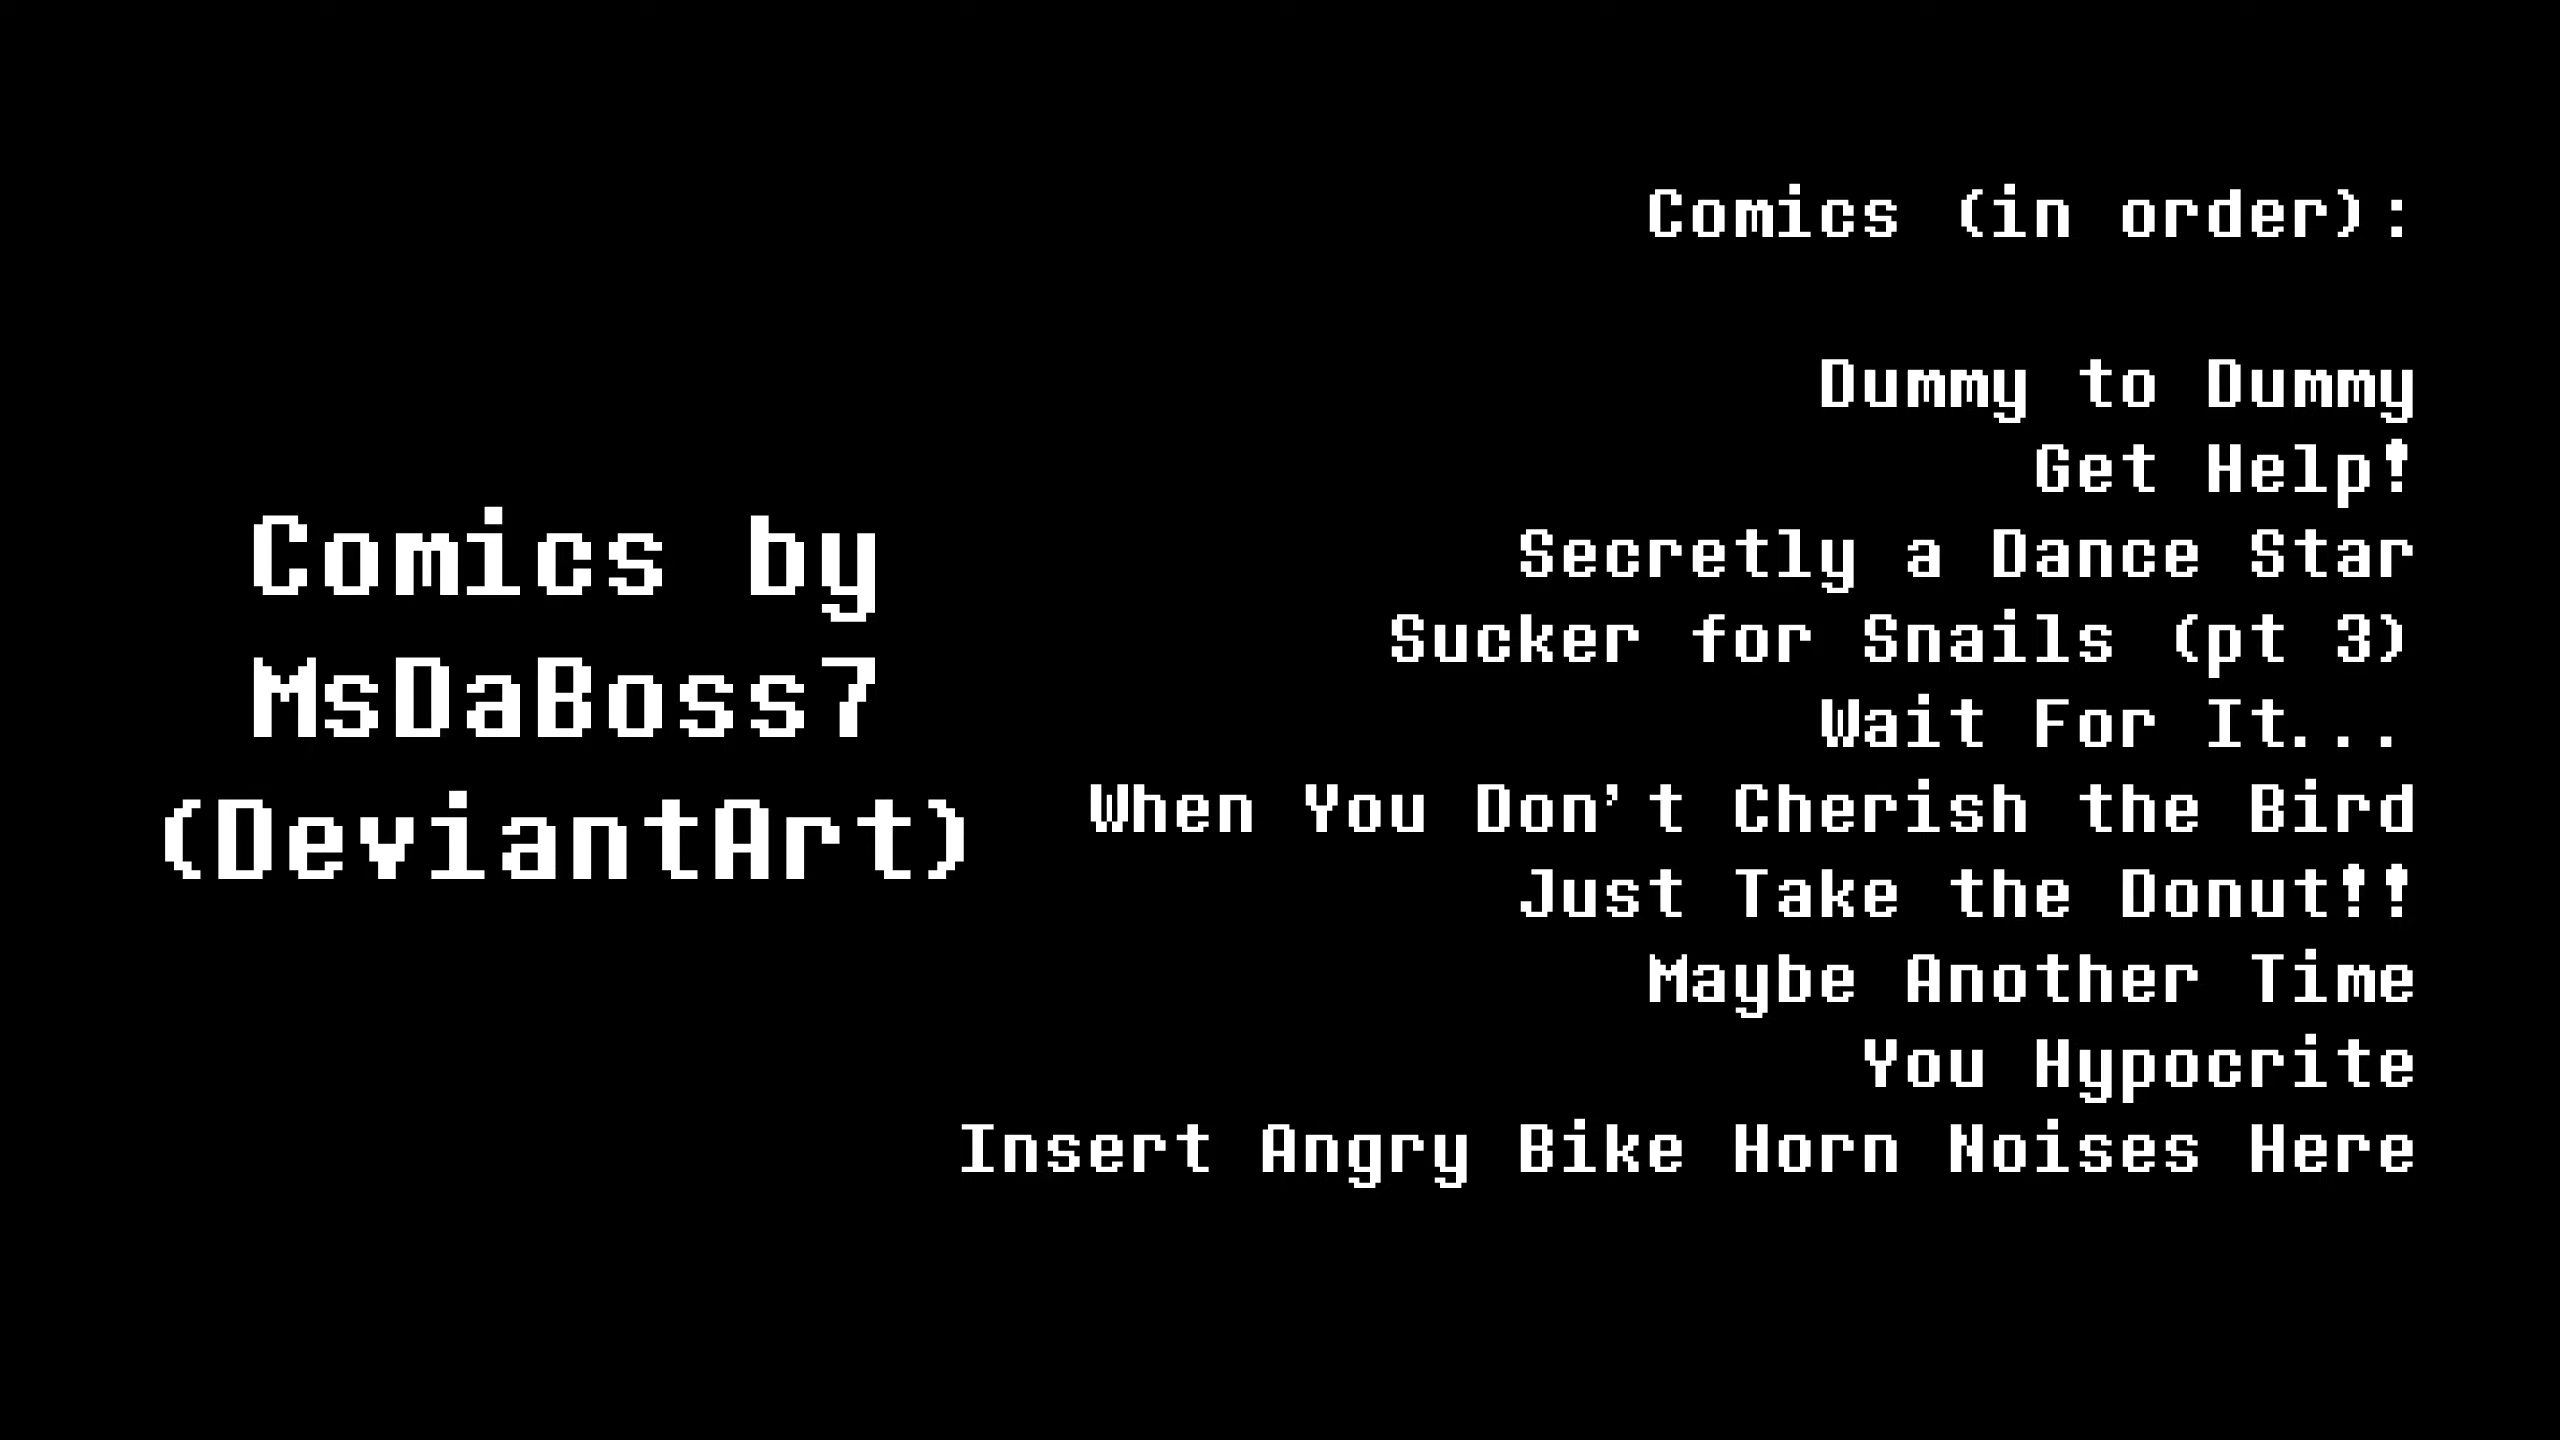 Comics by
MsDaBoss7
(DeviantArt)
Comics (in order):
Dummy to Dummy
Get Help!
Secretly a Dance Star
Sucker for Snails (pt 3)
Wait For It...
When You Don't Cherish the Bird
Just Take the Donut!!
Maybe Another Time
You Hypocrite
Insert Angry Bike Horn Noises Here